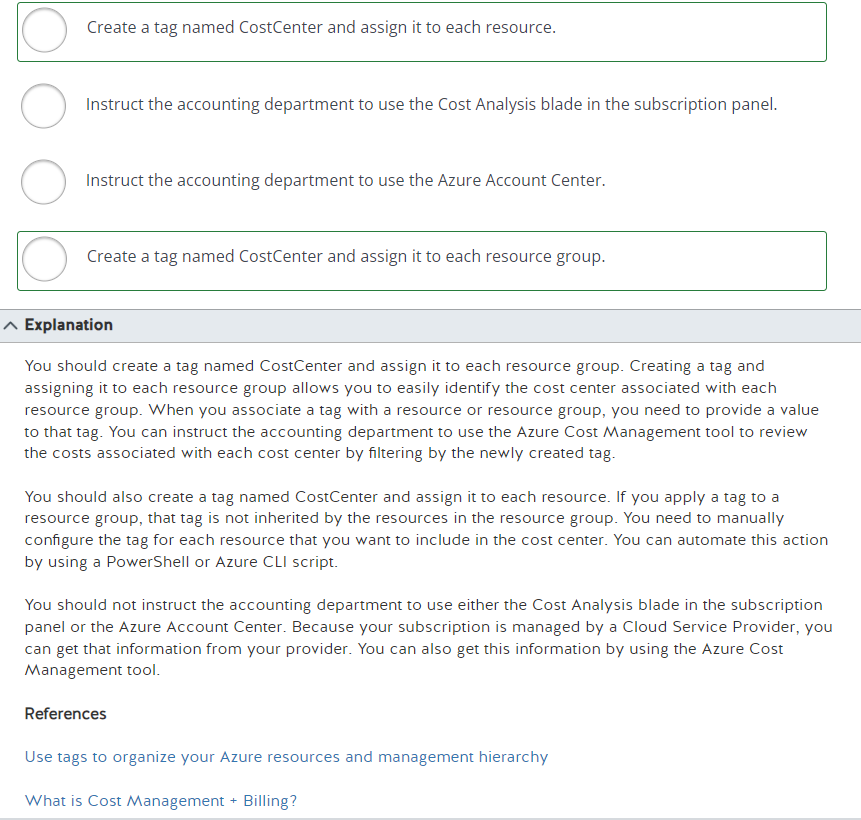 Create a tag named CostCenter and assign it to each resource.
Instruct the accounting department to use the Cost Analysis blade in the subscription panel.
Instruct the accounting department to use the Azure Account Center.
Create a tag named CostCenter and assign it to each resource group.
Explanation
You should create a tag named CostCenter and assign it to each resource group. Creating a tag and
assigning it to each resource group allows you to easily identify the cost center associated with each
resource group. When you associate a tag with a resource or resource group, you need to provide a value
to that tag. You can instruct the accounting department to use the Azure Cost Management tool to review
the costs associated with each cost center by filtering by the newly created tag.
You should also create a tag named CostCenter and assign it to each resource. If you apply a tag to a
resource group, that tag is not inherited by the resources in the resource group. You need to manually
configure the tag for each resource that you want to include in the cost center. You can automate this action
by using a PowerShell or Azure CLI script.
You should not instruct the accounting department to use either the Cost Analysis blade in the subscription
panel or the Azure Account Center. Because your subscription is managed by a Cloud Service Provider, you
can get that information from your provider. You can also get this information by using the Azure Cost
Management tool.
References
Use tags to organize your Azure resources and management hierarchy
What is Cost Management + Billing?